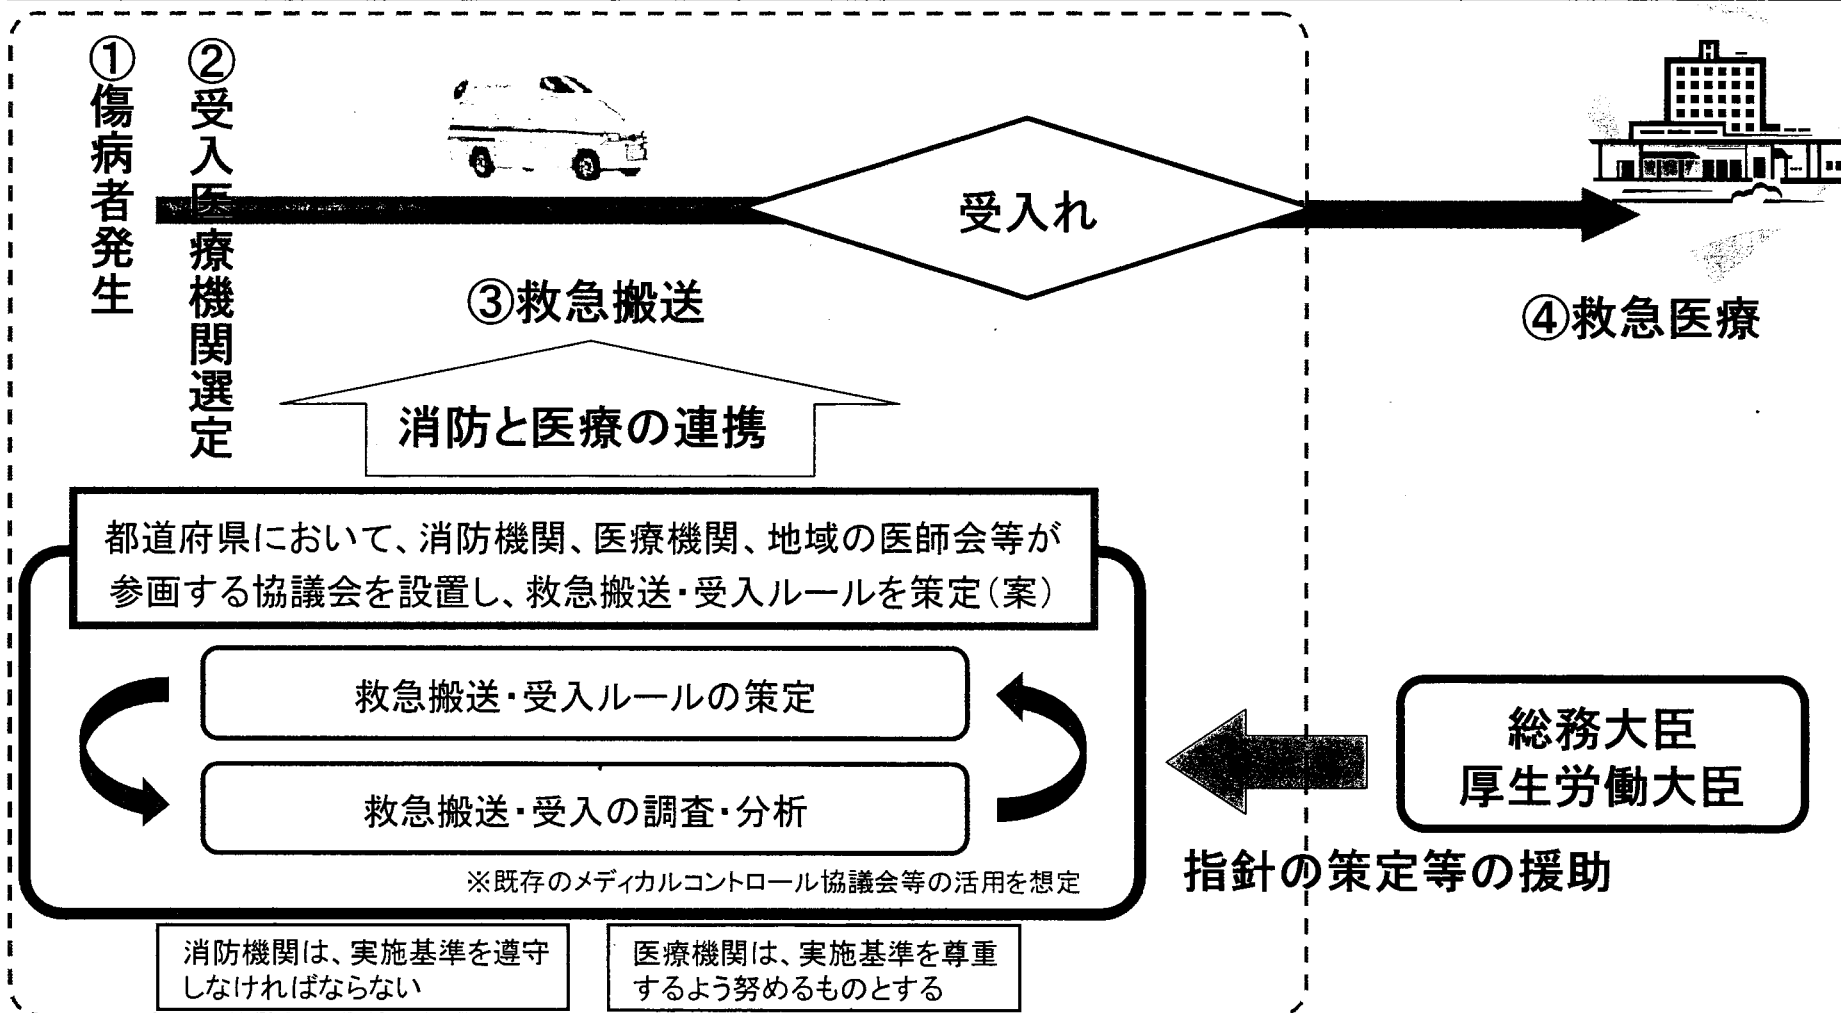 ①傷病者発生
②受入医療機関選定
H
受入れ
③救急搬送
④救急医療
消防と医療の連携
都道府県において、消防機関、医療機関、地域の医師会等が
参画する協議会を設置し、救急搬送・受入ルールを策定(案)
救急搬送・受入ルールの策定
救急搬送・受入の調査・分析
※既存のメディカルコントロール協議会等の活用を想定
総務大臣
厚生労働大臣
指針の策定等の援助
消防機関は、実施基準を遵守
しなければならない
医療機関は、実施基準を尊重
するよう努めるものとする